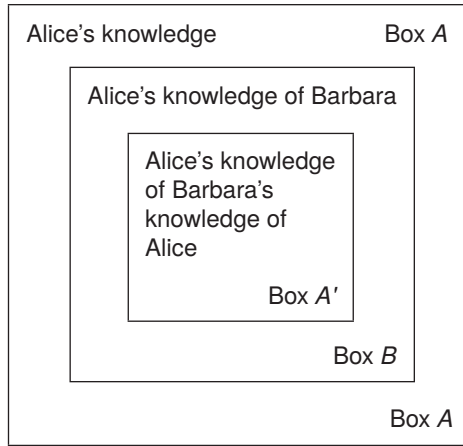 Alice’s knowledge Box A
Alice’s knowledge of Barbara
Alice’s knowledge
of Barbara’s
knowledge of
Alice
Box A′
Box B
Box A